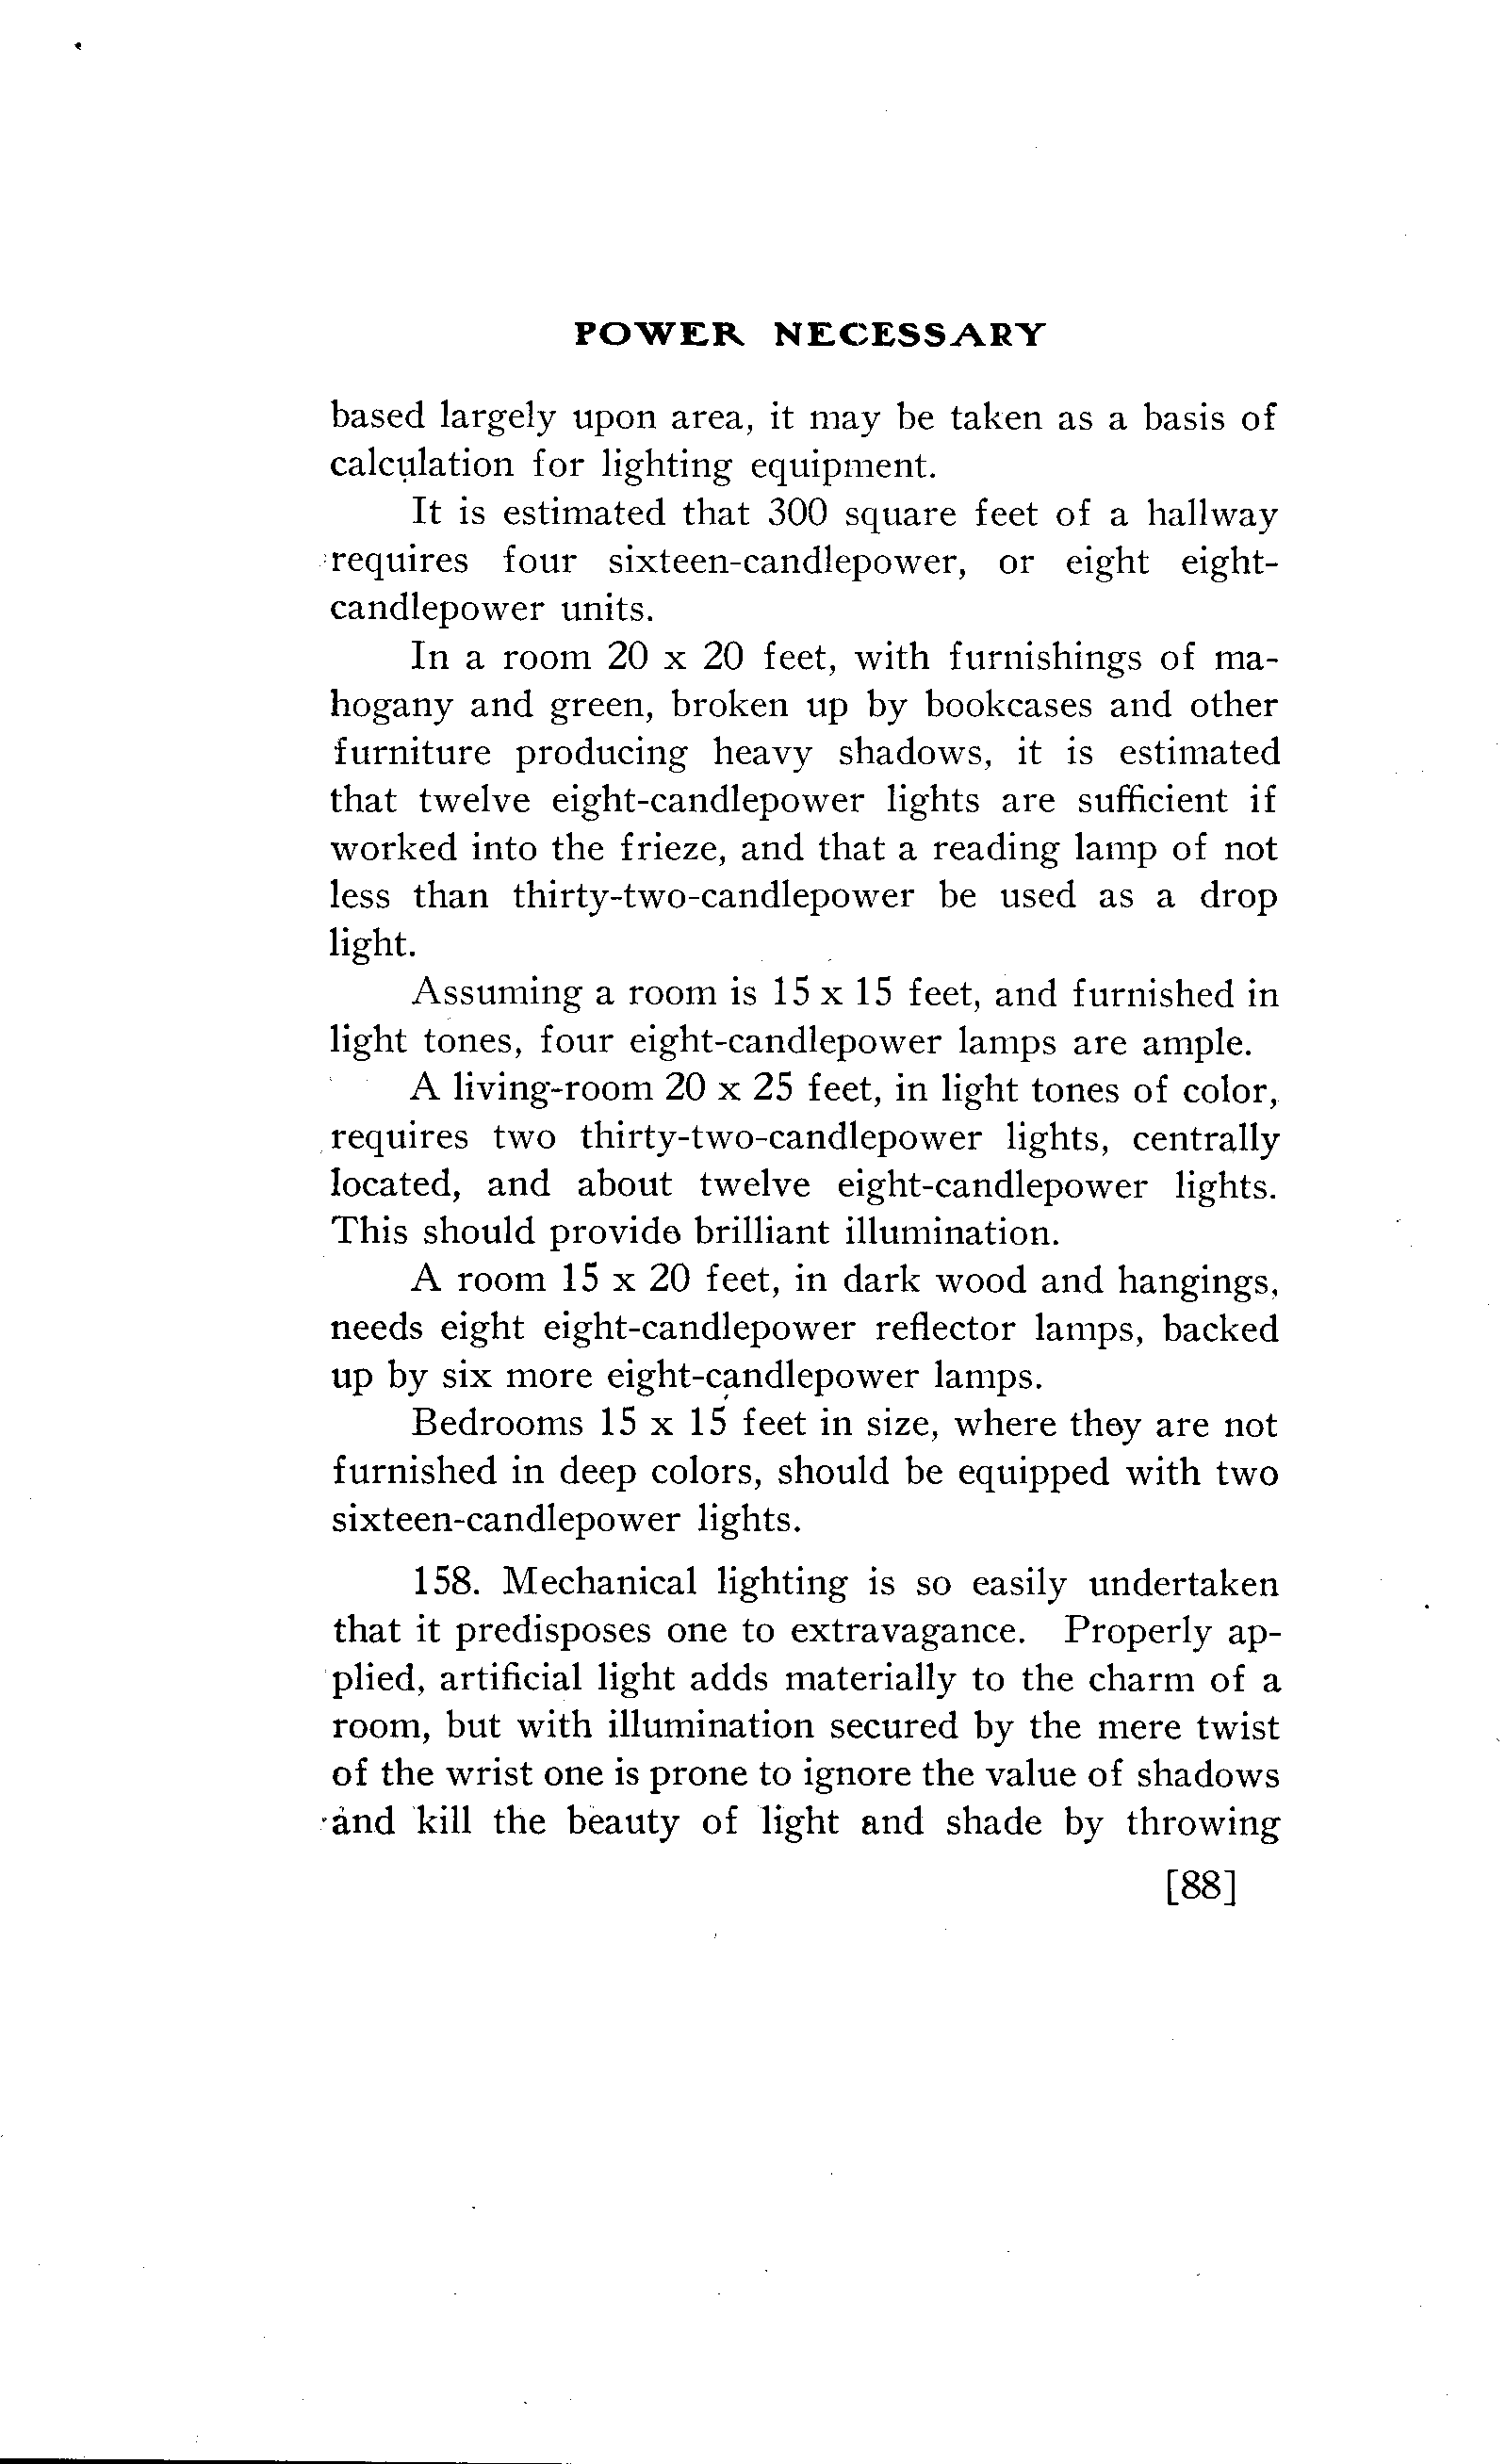 POWER NECESSARY
based largely upon area, it may be taken as a basis of
calculation for lighting equipment.
It is estimated that 300 square feet of a hallway
requires four sixteen-candlepower, or eight eight-
candlepower units.
In a room 20 x 20 feet, with furnishings of ma-
hogany and green, broken up by bookcases and other
furniture producing heavy shadows, it is estimated
that twelve eight-candlepower lights are sufficient if
worked into the frieze, and that a reading lamp of not
less than thirty-two-candlepower be used as a drop
light.
Assuming a room is 15 x 15 feet, and furnished in
light tones, four eight-candlepower lamps are ample.
A living-room 20 x 25 feet, in light tones of color,
requires two thirty-two-candlepower lights, centrally
located, and about twelve eight-candlepower lights.
This should provide brilliant illumination.
A room 15 x 20 feet, in dark wood and hangings,
needs eight eight-candlepower reflector lamps, backed
up by six more eight-candlepower lamps.
Bedrooms 15 x 15 feet in size, where they are not
furnished in deep colors, should be equipped with two
sixteen-candlepower lights.
158. Mechanical lighting is so easily undertaken
that it predisposes one to extravagance. Properly ap-
plied, artificial light adds materially to the charm of a
room, but with illumination secured by the mere twist
of the wrist one is prone to ignore the value of shadows
and kill the beauty of light and shade by throwing
[88]